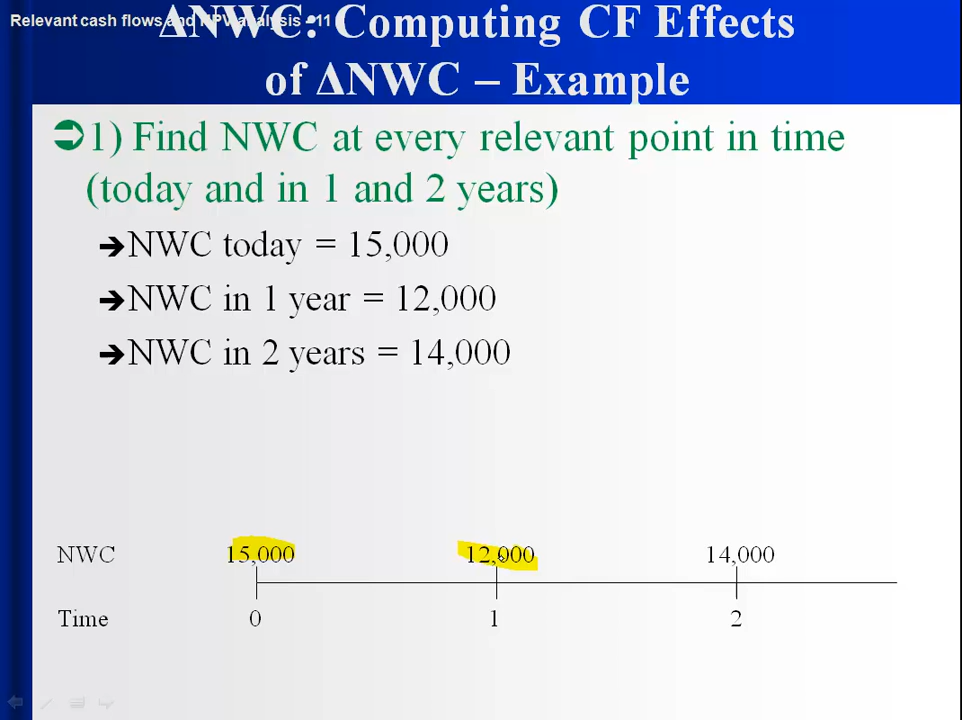 Relevant cash flows and NPV analysis - 11
ΔNWC: Computing CF Effects
of ΔNWC – Example
1) Find NWC at every relevant point in time
(today and in 1 and 2 years)
NWC today = 15,000
NWC in 1 year = 12,000
NWC in 2 years = 14,000
NWC 15,000 12,000 14,000
Time 0 1 2